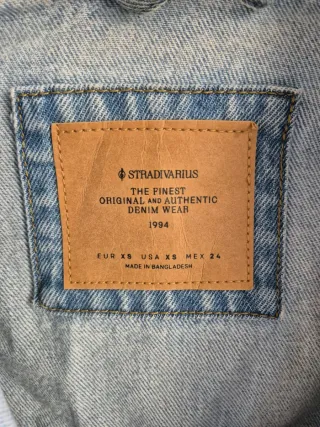 STRADIVARIUS
THE FINEST
ORIGINAL AND AUTHENTIC
DENIM WEAR
1994
EUR XS USA XS MEX 24
MADE IN BANGLADESH